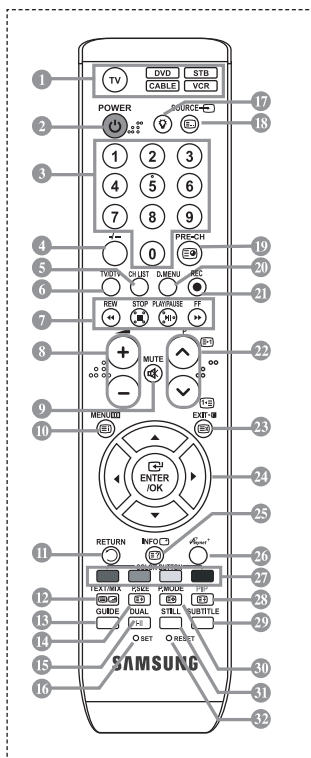 1 TV DVD STB
CABLE VCR
POWER SOURCE 17
2 18
3 1 2 3
4 5 6
7 8 9
4 -/-- 0 PRE-CH 19
5 20
6 TV/DTV CH LIST D.MENU REC 21
7 REW STOP PLAY/PAUSE FF
8 + P 22
9 MUTE
−
10 MENU EXIT 23
ENTER
/OK 24
25
11 RETURN INFO 26
COLOR BUTTON 27
12 TEXT/MIX P.SIZE P.MODE PIP 28
13 GUIDE DUAL STILL SUBTITLE 29
14 I-II 30
15 31
16 SET RESET 32
SAMSUNG